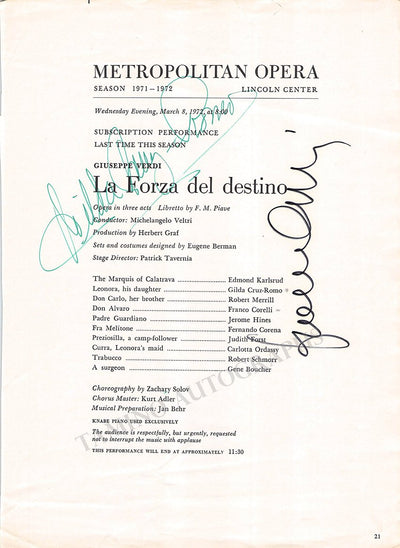 METROPOLITAN OPERA
SEASON 1971–1972 LINCOLN CENTER
Wednesday Evening, March 8, 1972, at 8:00
SUBSCRIPTION PERFORMANCE
LAST TIME THIS SEASON
GIUSEPPE VERDI
La Forza del destino
Opera in three acts Libretto by F. M. Piave
Conductor: Michelangelo Veltri
Production by Herbert Graf
Sets and costumes designed by Eugene Berman
Stage Director: Patrick Tavernia
The Marquis of Calatrava Edmond Karlsrud
Leonora, his daughter Gilda Cruz-Romo
Don Carlo, her brother Robert Merrill
Don Alvaro Franco Corelli
Padre Guardiano Jerome Hines
Fra Melitone Fernando Corena
Preziosilla, a camp-follower Judith Forst
Curra, Leonora's maid Carlotta Ordassy
Trabucco Robert Schmorr
A surgeon Gene Boucher
Choreography by Zachary Solov
Chorus Master: Kurt Adler
Musical Preparation: Jan Behr
KNABE PIANO USED EXCLUSIVELY
The audience is respectfully, but urgently, requested
not to interrupt the music with applause
THIS PERFORMANCE WILL END AT APPROXIMATELY 11:30
TAMINO AUTOGRAPHS
21